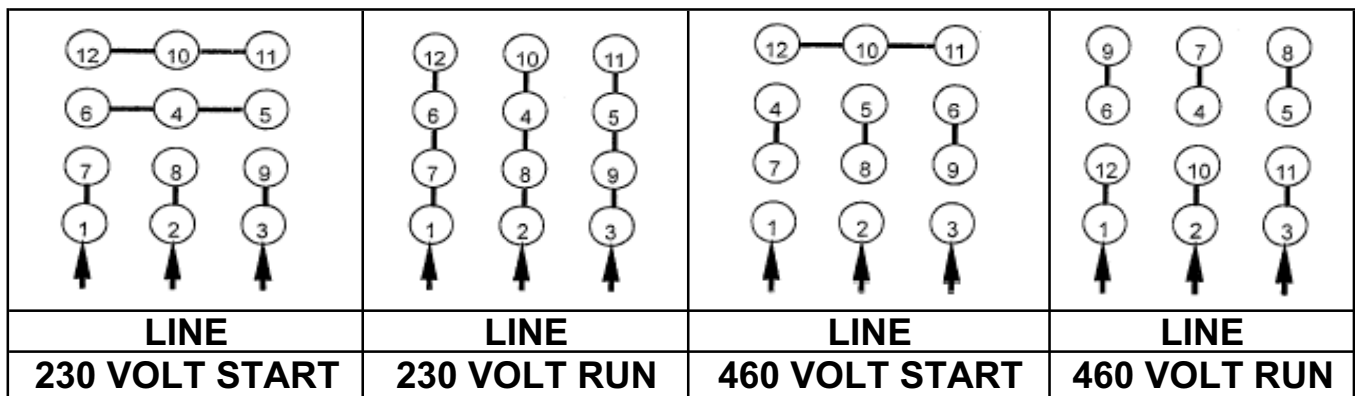 12 10 11 12 10 11 12 10 11 9 7 8
6 4 5 6 4 5 4 5 6 6 4 5
7 8 9 7 8 9 7 8 9 12 10 11
1 2 3 1 2 3 1 2 3 1 2 3
LINE LINE LINE LINE
230 VOLT START 230 VOLT RUN 460 VOLT START 460 VOLT RUN